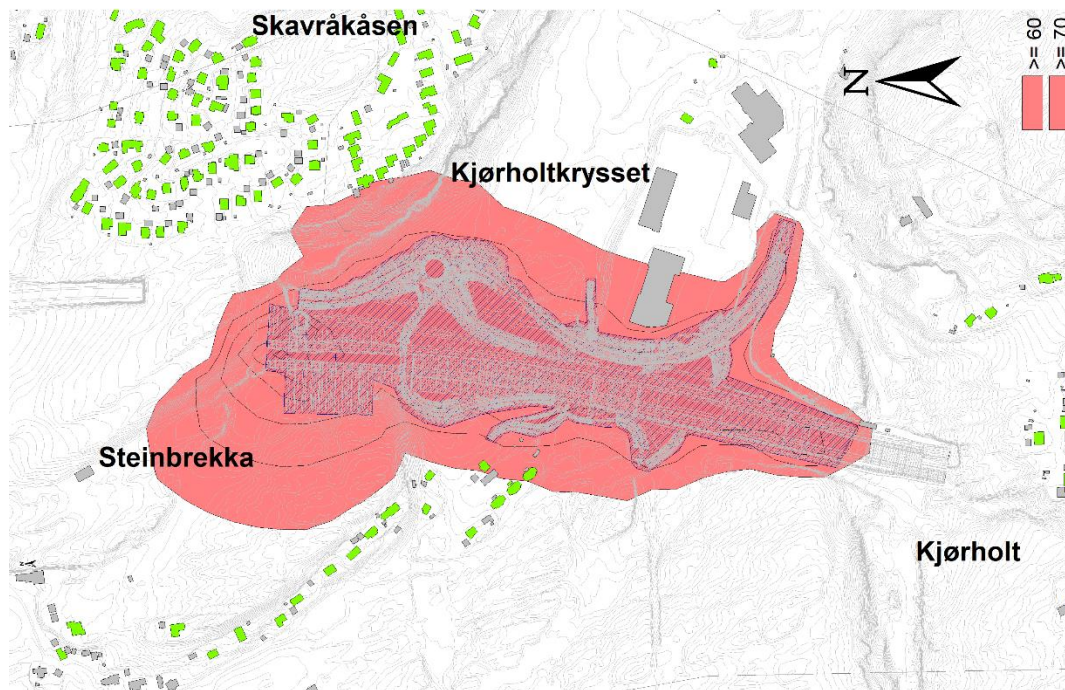 Skavråkåsen
>= 60
>= 70
N
Kjørholtkrysset
Steinbrekka
Kjørholt